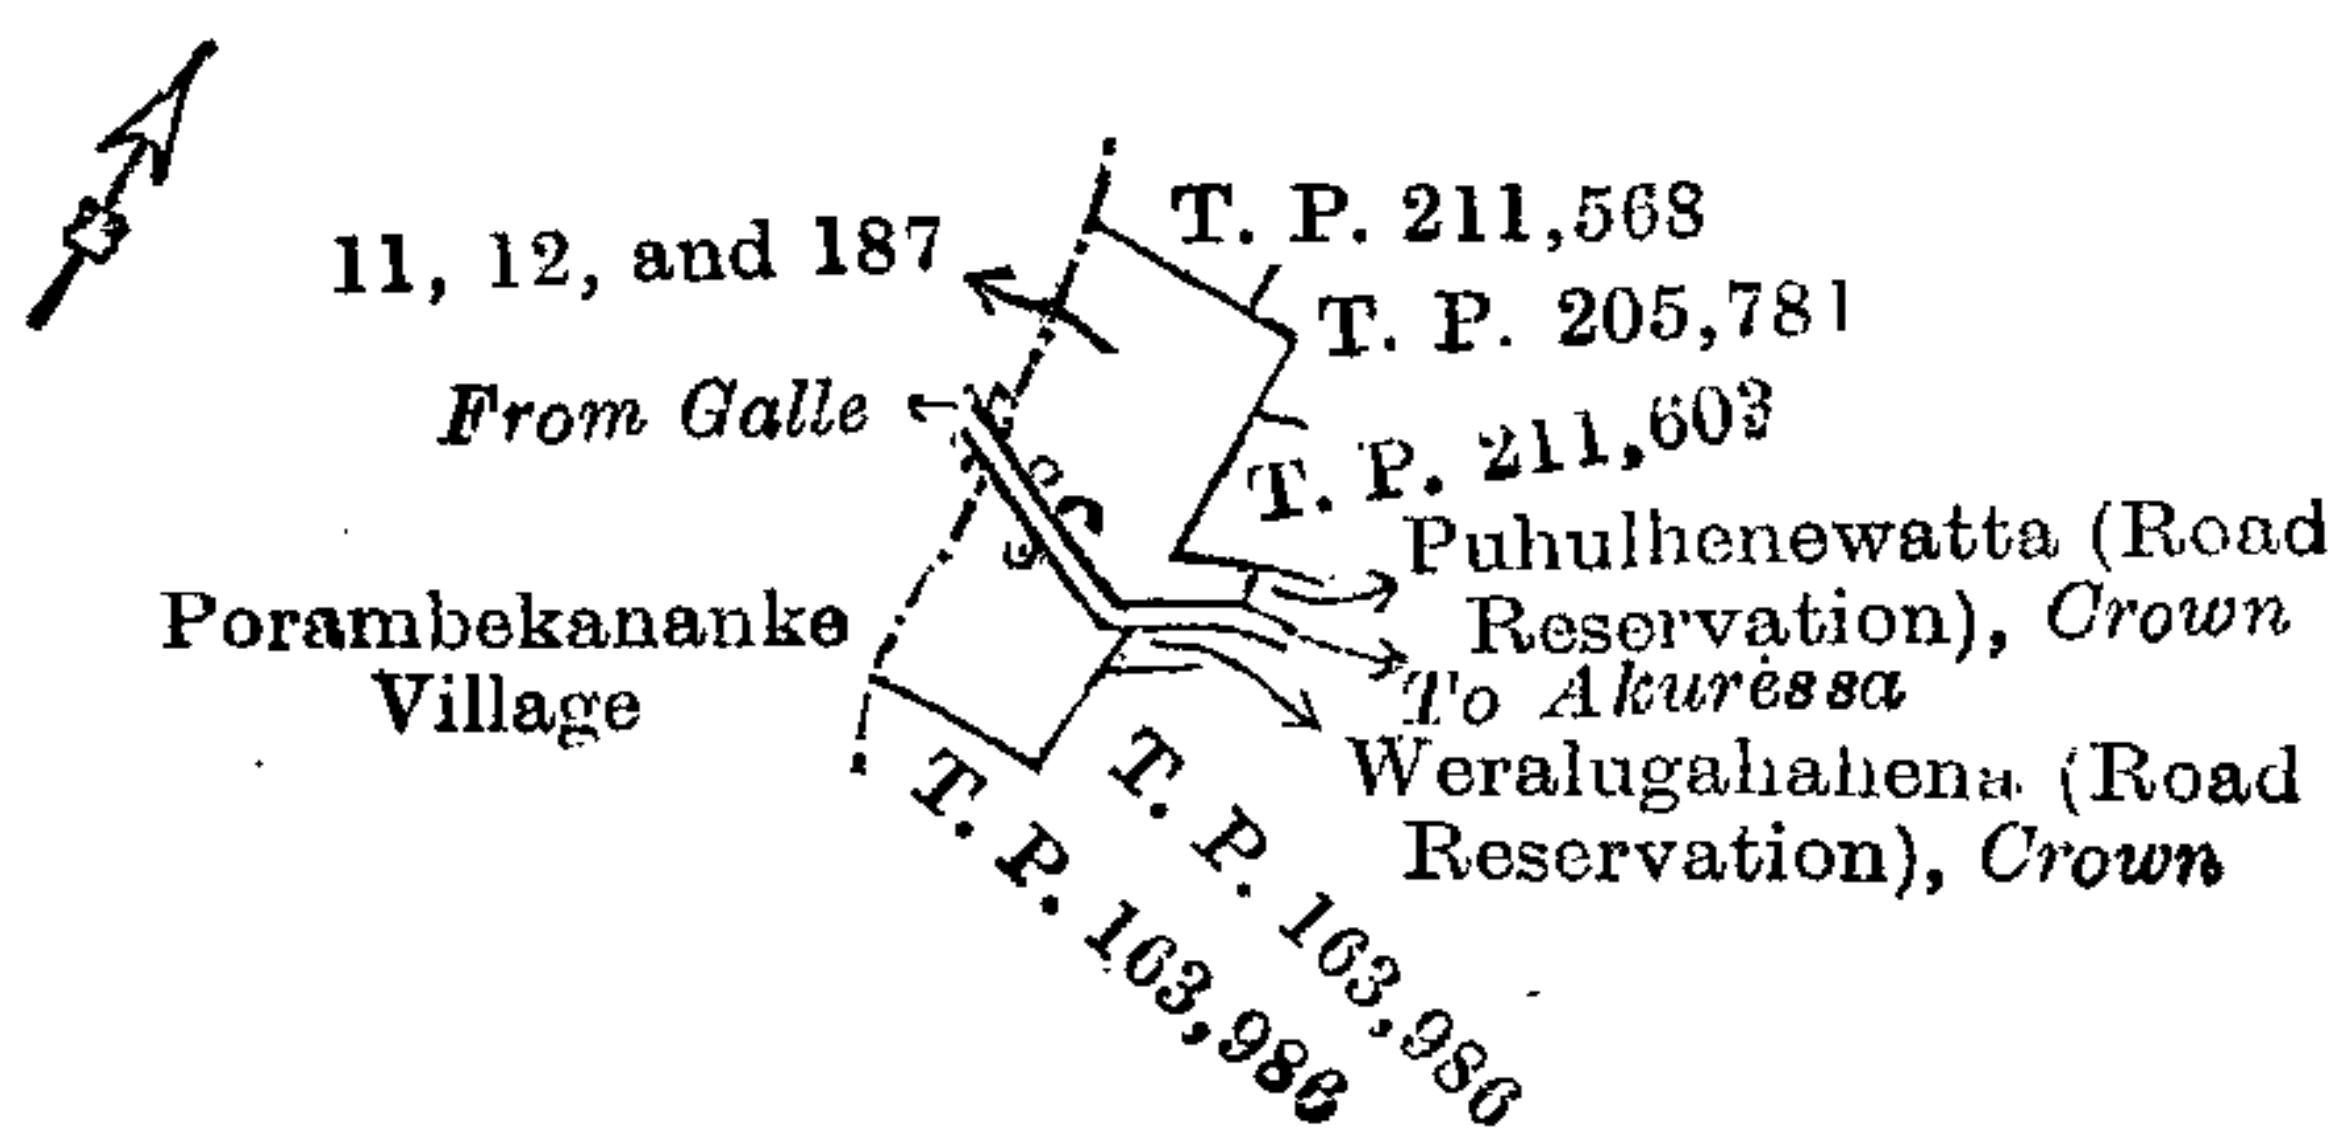 T. P. 211,568
11, 12, and 187
T. P. 205,781
From Galle
T. P. 211,603
Puhulhenewatta (Road
Reservation), Crown
Porambekananke
Village
To Akuressa
Weralugahahena (Road
Reservation), Crown
T. P. 163,986
T. P. 163,986